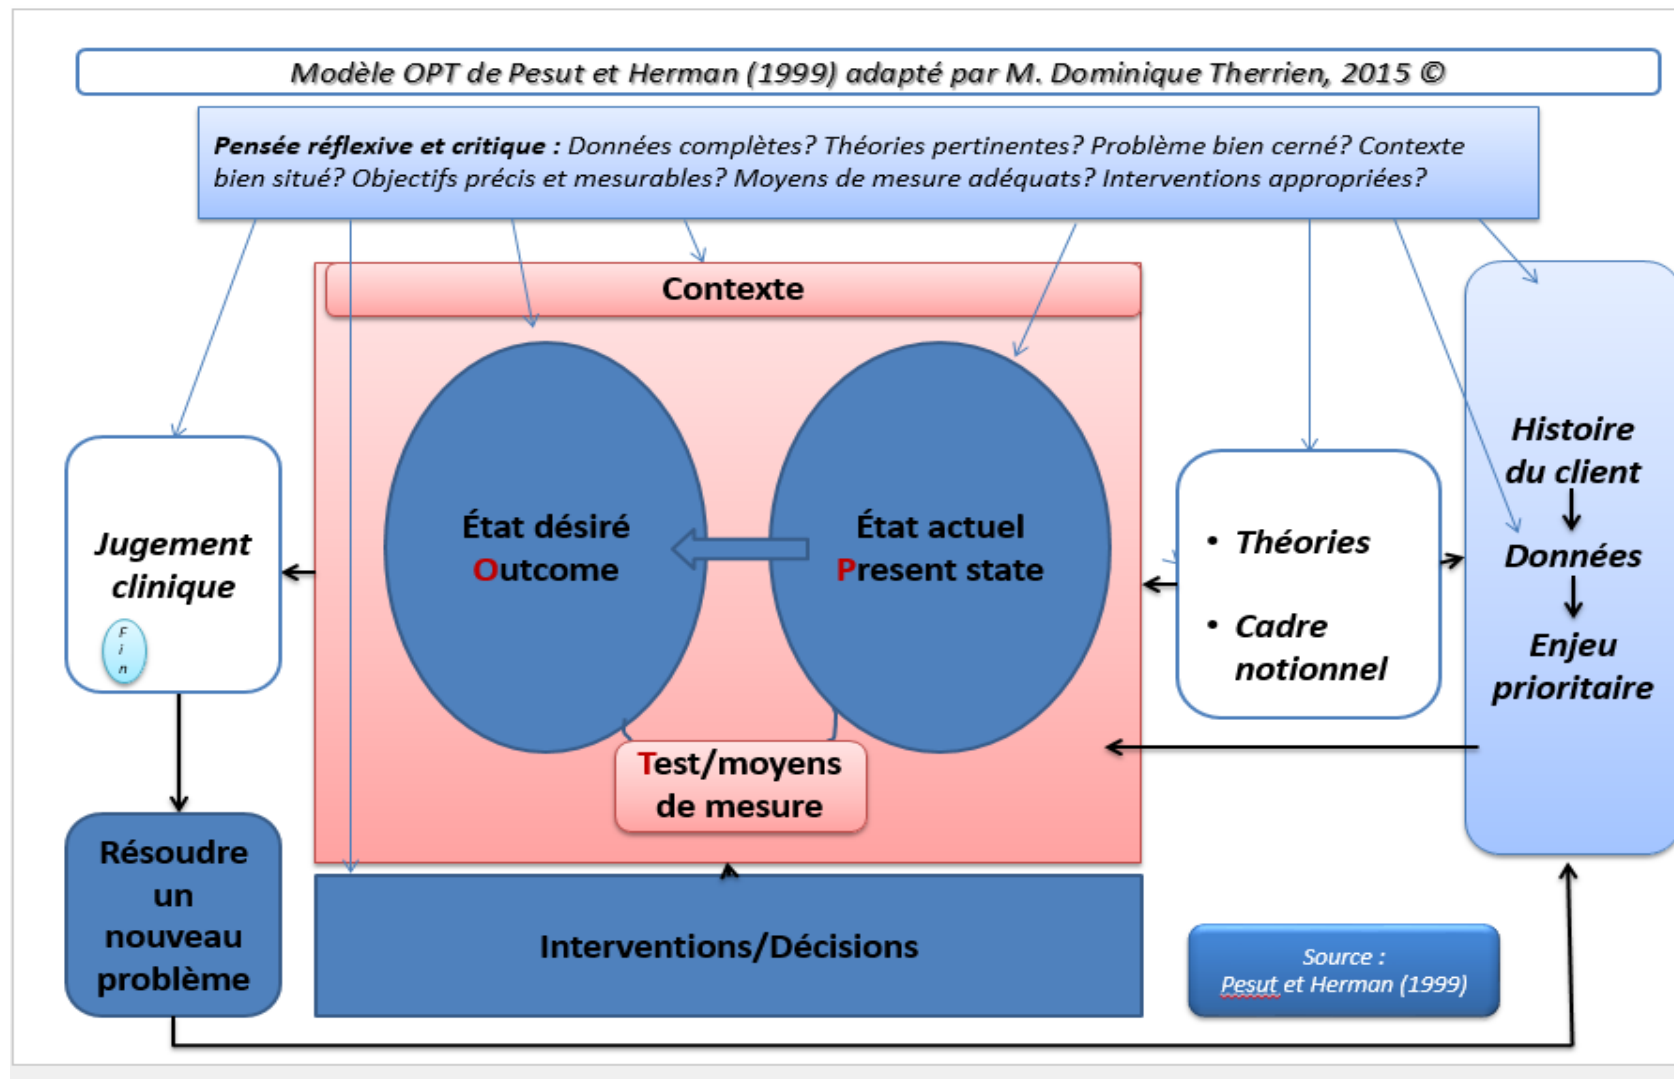 Modèle OPT de Pesut et Herman (1999) adapté par M. Dominique Therrien, 2015 ©
Pensée réflexive et critique : Données complètes? Théories pertinentes? Problème bien cerné? Contexte
bien situé? Objectifs précis et mesurables? Moyens de mesure adéquats? Interventions appropriées?
Contexte
État désiré
Outcome
État actuel
Present state
Test/moyens
de mesure
Jugement
clinique
F
i
n
• Théories
• Cadre
notionnel
Histoire
du client
Données
Enjeu
prioritaire
Résoudre
un
nouveau
problème
Interventions/Décisions
Source :
Pesut et Herman (1999)